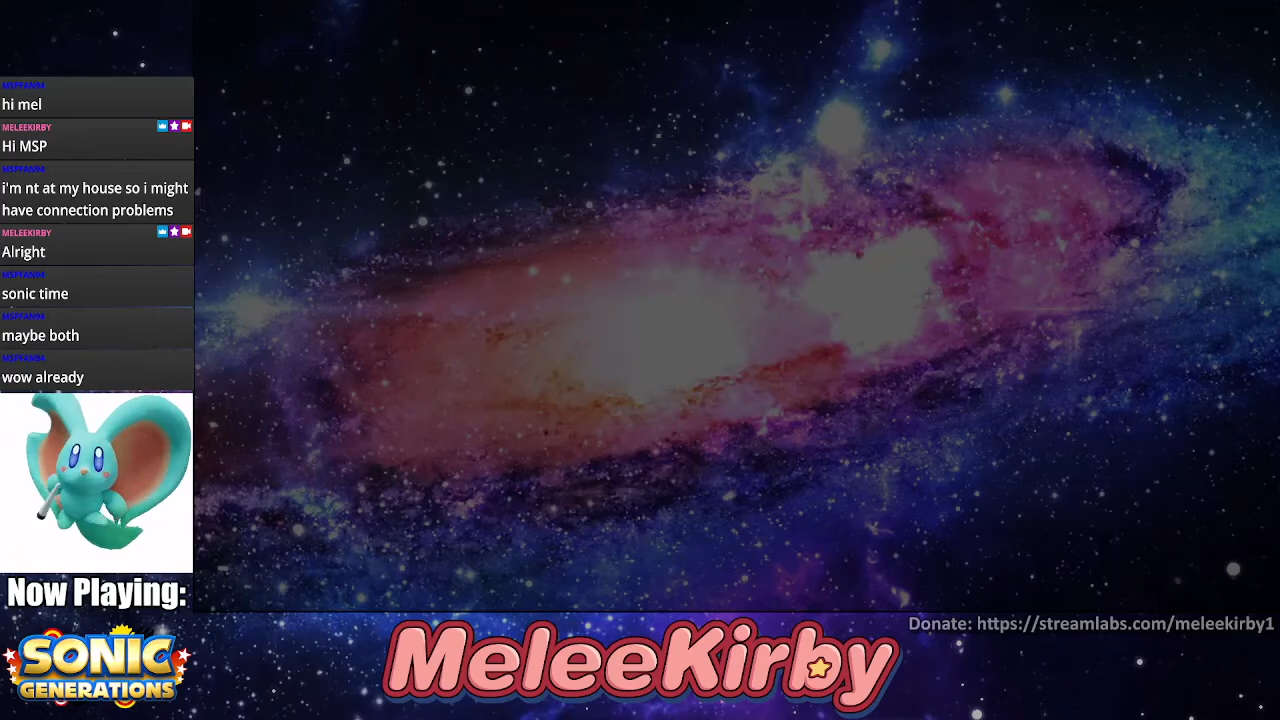 MSPFAN94
hi mel
MELEEKIRBY
Hi MSP
MSPFAN94
i'm nt at my house so i might
have connection problems
MELEEKIRBY
Alright
MSPFAN94
sonic time
MSPFAN94
maybe both
MSPFAN94
wow already
Now Playing:
SONIC
GENERATIONS
MeleeKirby
Donate: https://streamlabs.com/meleekirby1